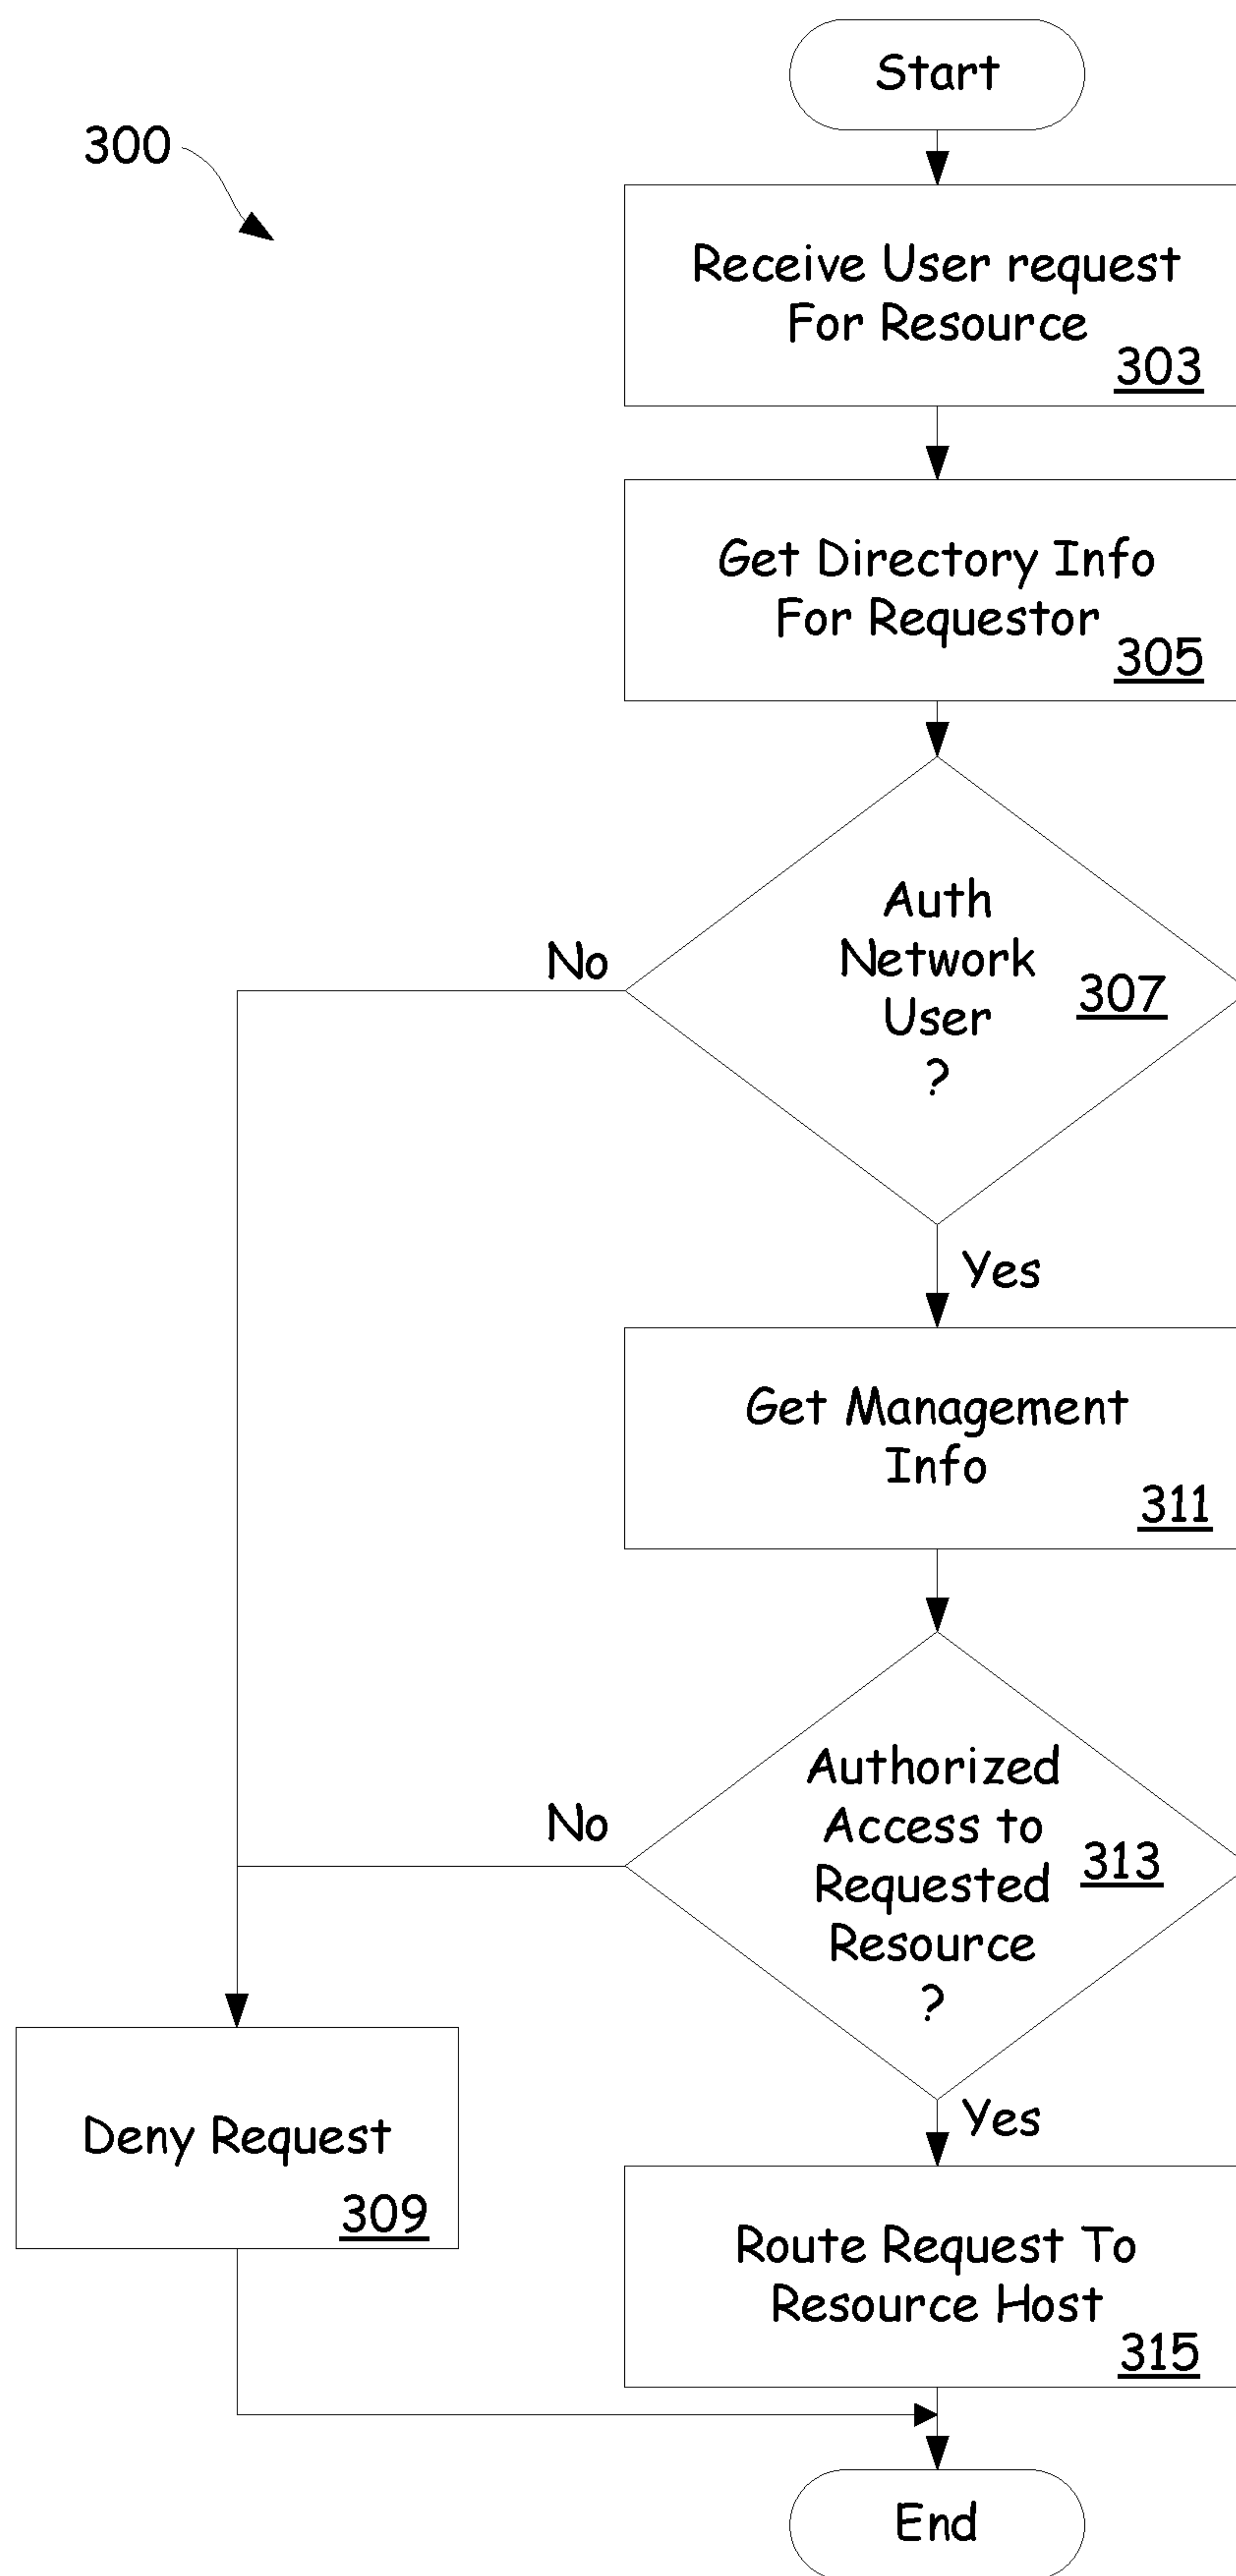 Start
300
Receive User request
For Resource
303
Get Directory Info
For Requestor
305
Auth
Network
User
?
307
No
Yes
Get Management
Info
311
Authorized
Access to
Requested
Resource
?
313
No
Yes
Deny Request
309
Route Request To
Resource Host
315
End